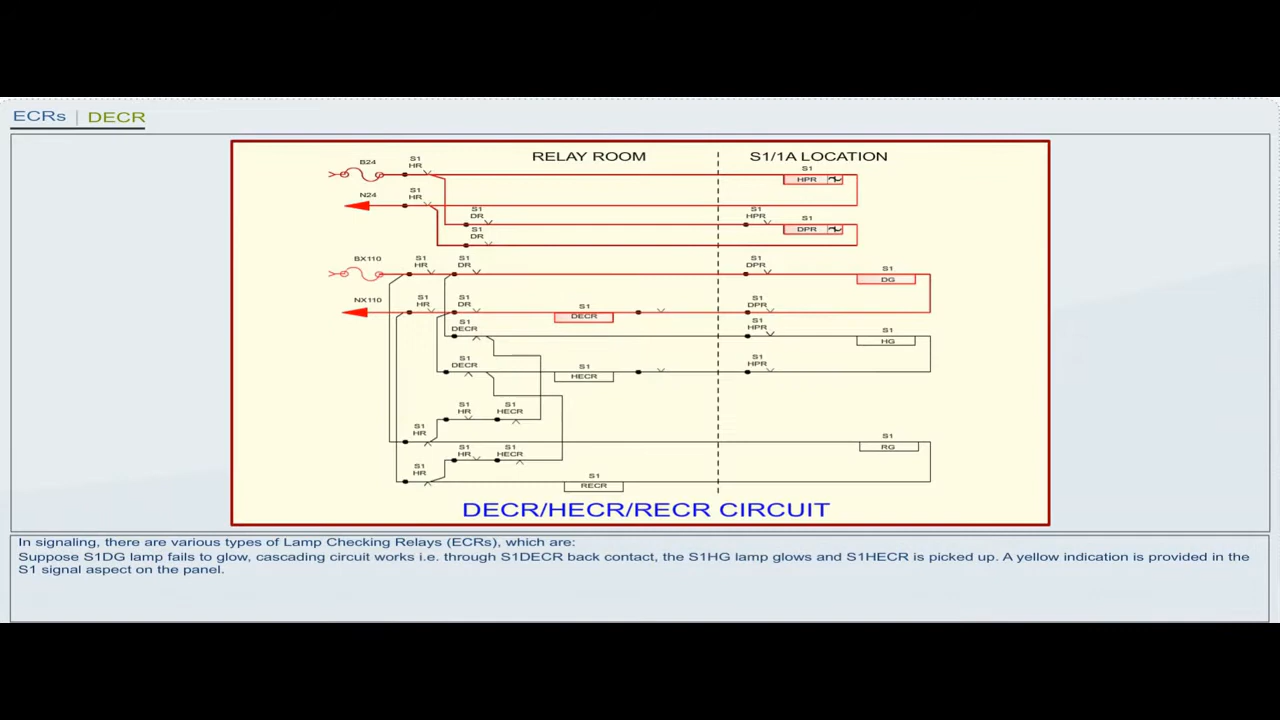 ECRs | DECR
RELAY ROOM
S1/1A LOCATION
B24
S1
HR
S1
HPR
N24
S1
HR
S1
DR
S1
HPR
S1
DPR
S1
DR
BX110
S1
HR
S1
DR
S1
DPR
S1
DG
NX110
S1
HR
S1
DR
S1
DECR
S1
DPR
S1
DECR
S1
HPR
S1
HG
S1
DECR
S1
HECR
S1
HPR
S1
HR
S1
HECR
S1
HR
S1
RG
S1
HR
S1
HECR
S1
HR
S1
RECR
DECR/HECR/RECR CIRCUIT
In signaling, there are various types of Lamp Checking Relays (ECRs), which are:
Suppose S1DG lamp fails to glow, cascading circuit works i.e. through S1DECR back contact, the S1HG lamp glows and S1HECR is picked up. A yellow indication is provided in the
S1 signal aspect on the panel.